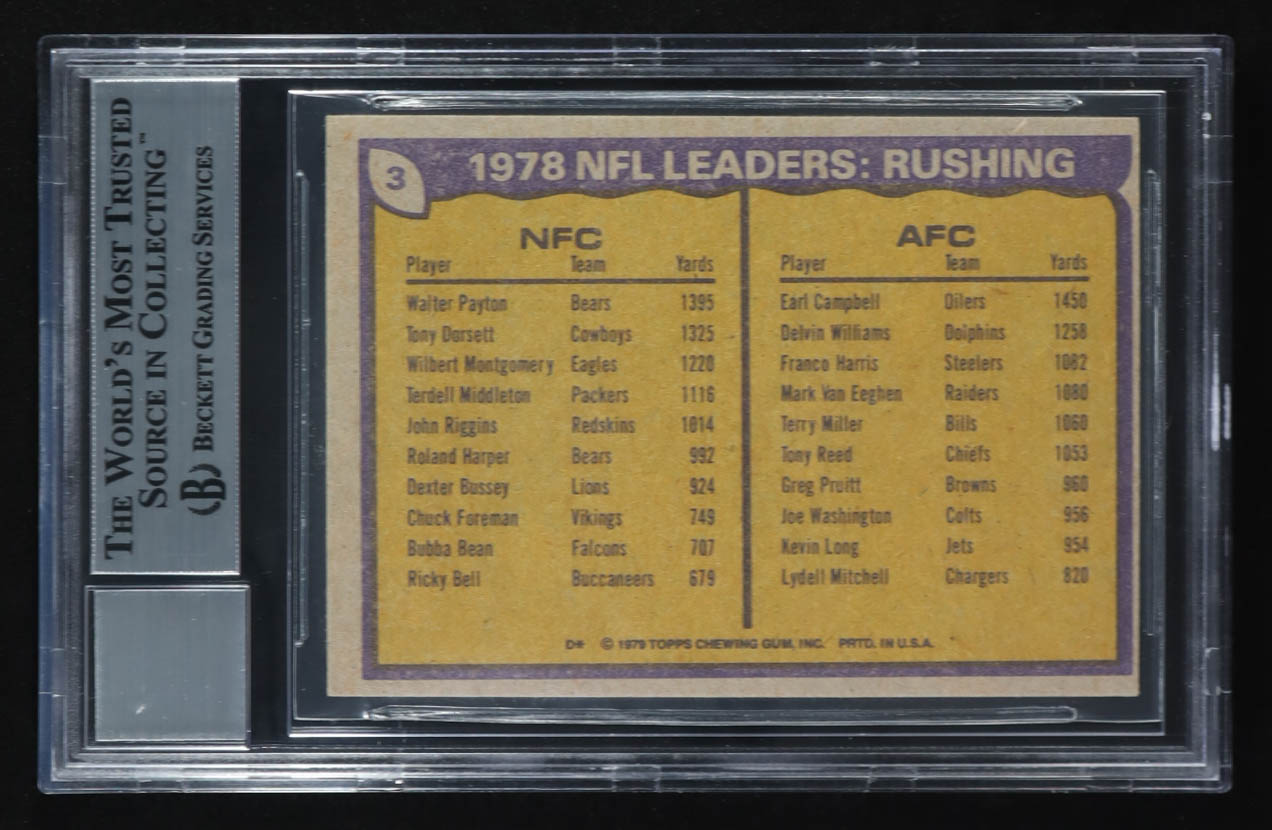 THE WORLD'S MOST TRUSTED
SOURCE IN COLLECTING™
B BECKETT GRADING SERVICES
3
1978 NFL LEADERS: RUSHING
NFC
Player Team Yards
Walter Payton Bears 1395
Tony Dorsett Cowboys 1325
Wilbert Montgomery Eagles 1220
Terdell Middleton Packers 1116
John Riggins Redskins 1014
Roland Harper Bears 992
Dexter Bussey Lions 924
Chuck Foreman Vikings 749
Bubba Bean Falcons 707
Ricky Bell Buccaneers 679
AFC
Player Team Yards
Earl Campbell Oilers 1450
Delvin Williams Dolphins 1258
Franco Harris Steelers 1082
Mark Van Eeghen Raiders 1080
Terry Miller Bills 1060
Tony Reed Chiefs 1053
Greg Pruitt Browns 960
Joe Washington Colts 956
Kevin Long Jets 954
Lydell Mitchell Chargers 820
D* © 1979 TOPPS CHEWING GUM, INC. PRTD. IN U.S.A.